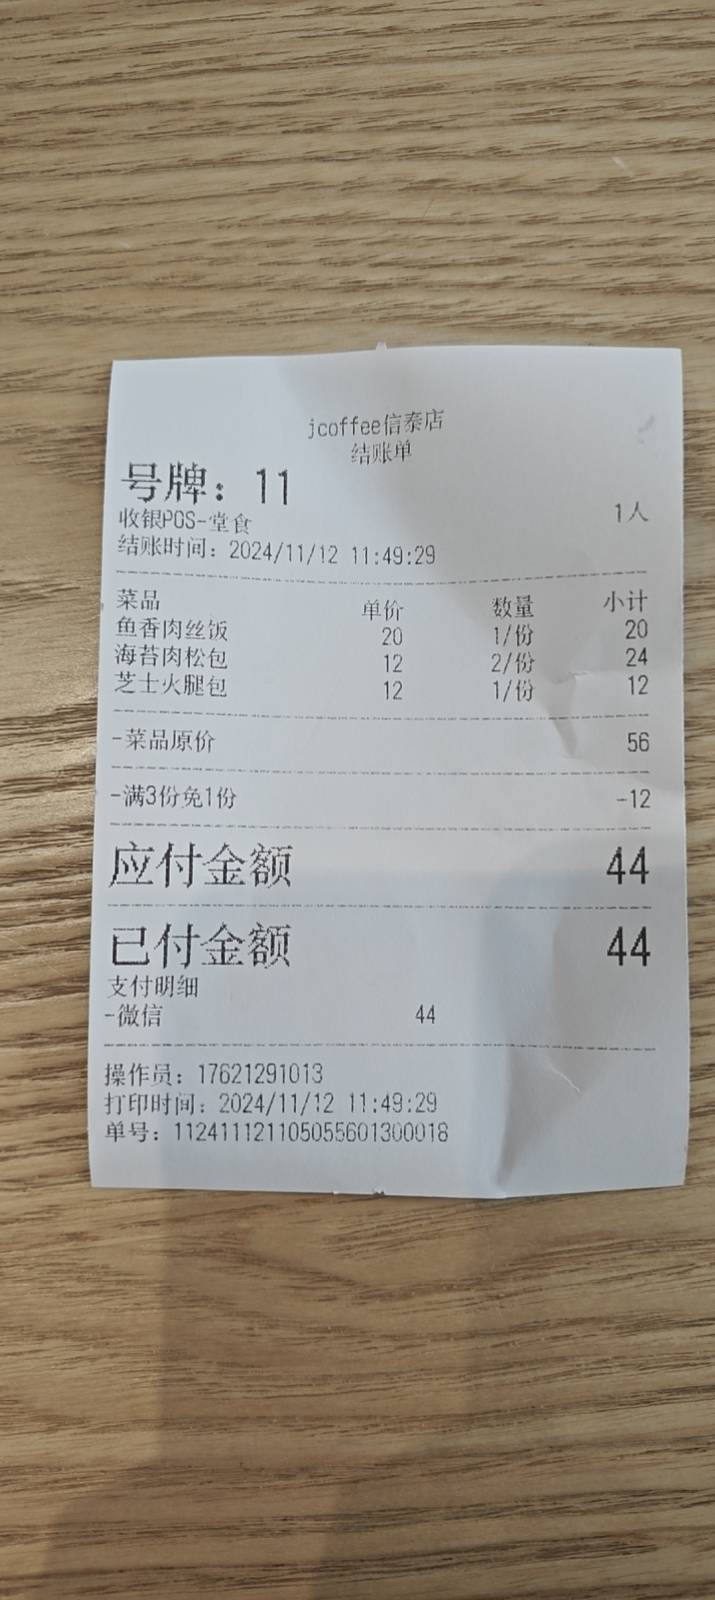 jcoffee信泰店
结账单
号牌：11
收银POS-堂食 1人
结账时间：2024/11/12 11:49:29
菜品 单价 数量 小计
鱼香肉丝饭 20 1/份 20
海苔肉松包 12 2/份 24
芝士火腿包 12 1/份 12
-菜品原价 56
-满3份免1份 -12
应付金额 44
已付金额 44
支付明细
-微信 44
操作员：17621291013
打印时间：2024/11/12 11:49:29
单号：112411121105055601300018